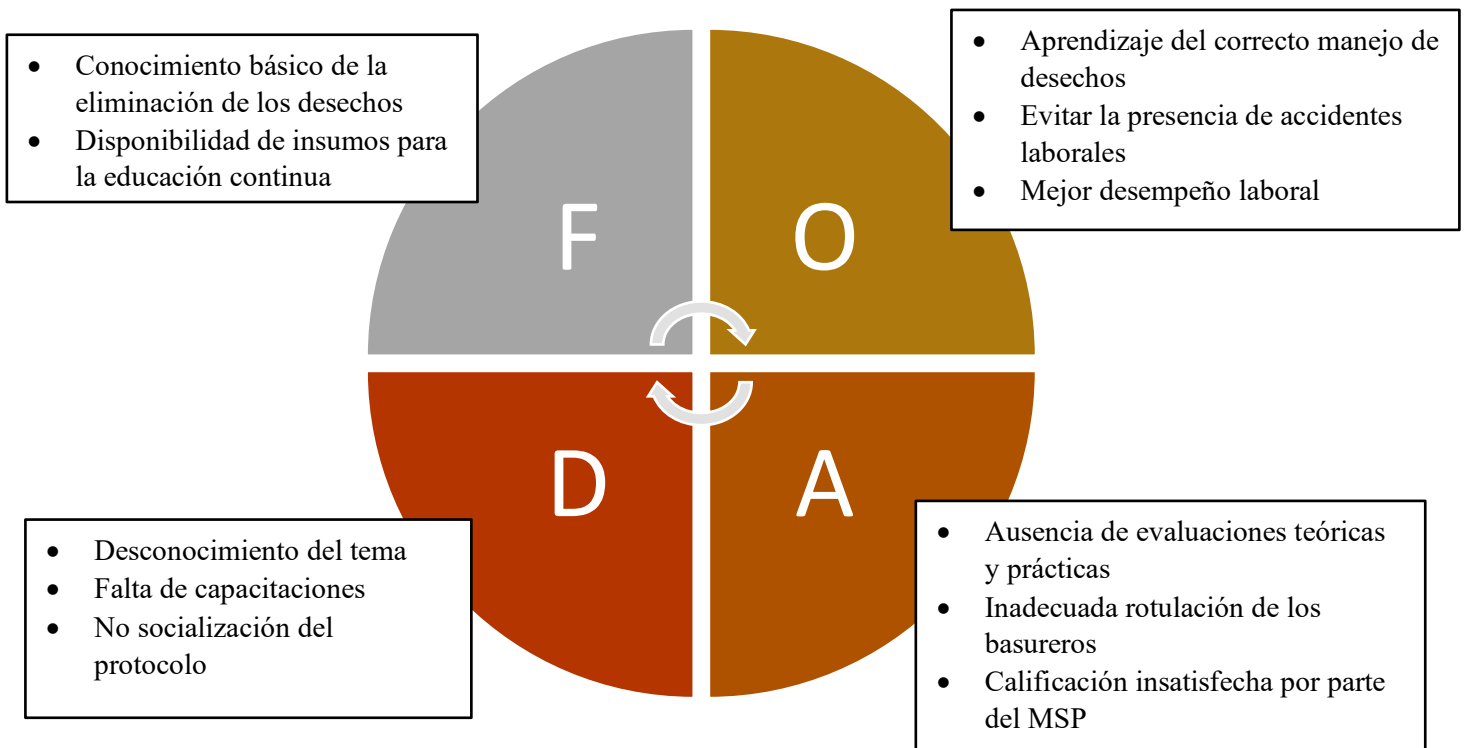 • Conocimiento básico de la
eliminación de los desechos
• Disponibilidad de insumos para
la educación continua
F
O
• Aprendizaje del correcto manejo de
desechos
• Evitar la presencia de accidentes
laborales
• Mejor desempeño laboral
D
• Desconocimiento del tema
• Falta de capacitaciones
• No socialización del
protocolo
A
• Ausencia de evaluaciones teóricas
y prácticas
• Inadecuada rotulación de los
basureros
• Calificación insatisfecha por parte
del MSP